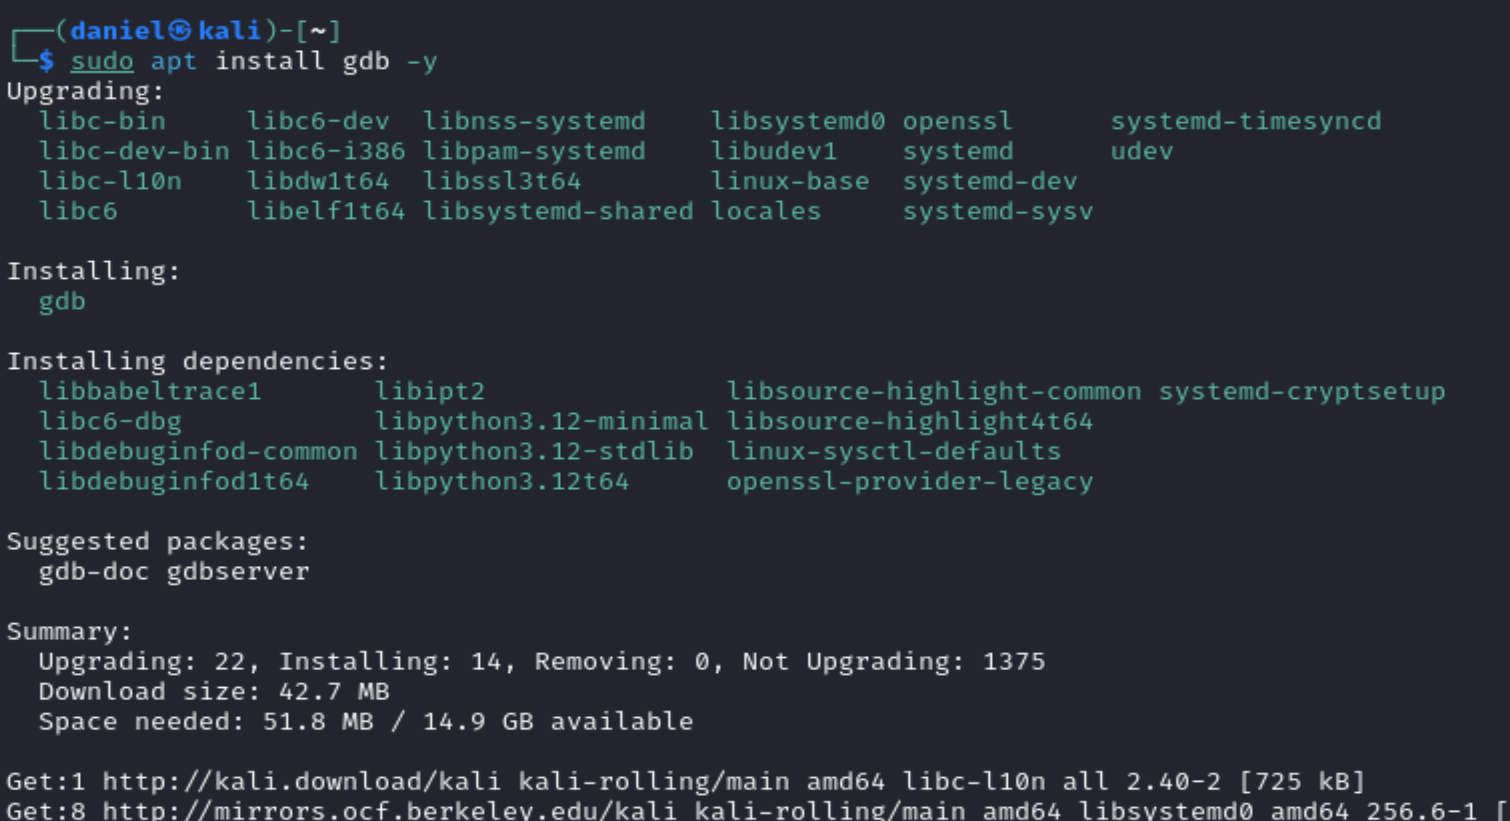 ┌──(daniel㉿kali)-[~]
└─$ sudo apt install gdb -y
Upgrading:
libc-bin libc6-dev libnss-systemd libsystemd0 openssl systemd-timesyncd
libc-dev-bin libc6-i386 libpam-systemd libudev1 systemd udev
libc-l10n libdw1t64 libssl3t64 linux-base systemd-dev
libc6 libelf1t64 libsystemd-shared locales systemd-sysv
Installing:
gdb
Installing dependencies:
libbabeltrace1 libipt2 libsource-highlight-common systemd-cryptsetup
libc6-dbg libpython3.12-minimal libsource-highlight4t64
libdebuginfod-common libpython3.12-stdlib linux-sysctl-defaults
libdebuginfod1t64 libpython3.12t64 openssl-provider-legacy
Suggested packages:
gdb-doc gdbserver
Summary:
Upgrading: 22, Installing: 14, Removing: 0, Not Upgrading: 1375
Download size: 42.7 MB
Space needed: 51.8 MB / 14.9 GB available
Get:1 http://kali.download/kali kali-rolling/main amd64 libc-l10n all 2.40-2 [725 kB]
Get:8 http://mirrors.ocf.berkeley.edu/kali kali-rolling/main amd64 libsystemd0 amd64 256.6-1 [